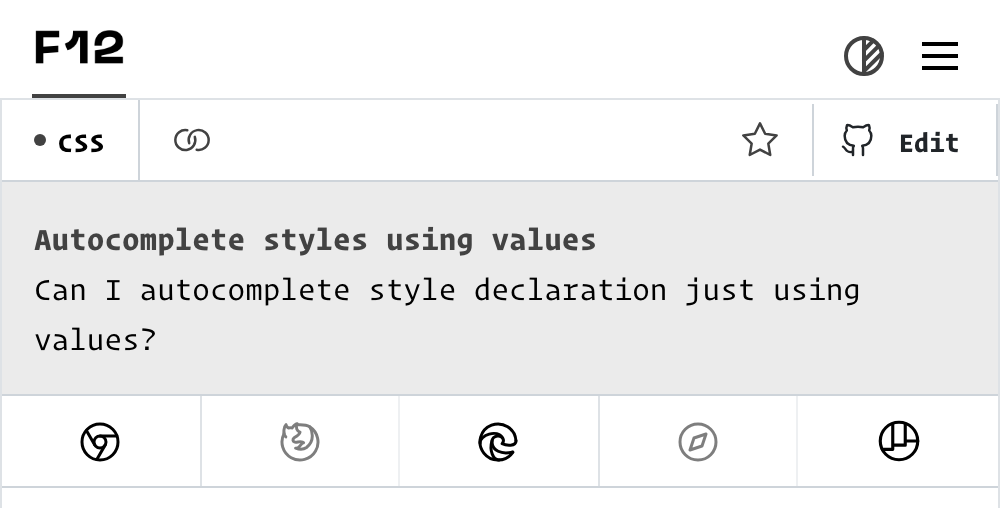 F12
css
Edit
Autocomplete styles using values
Can I autocomplete style declaration just using
values?